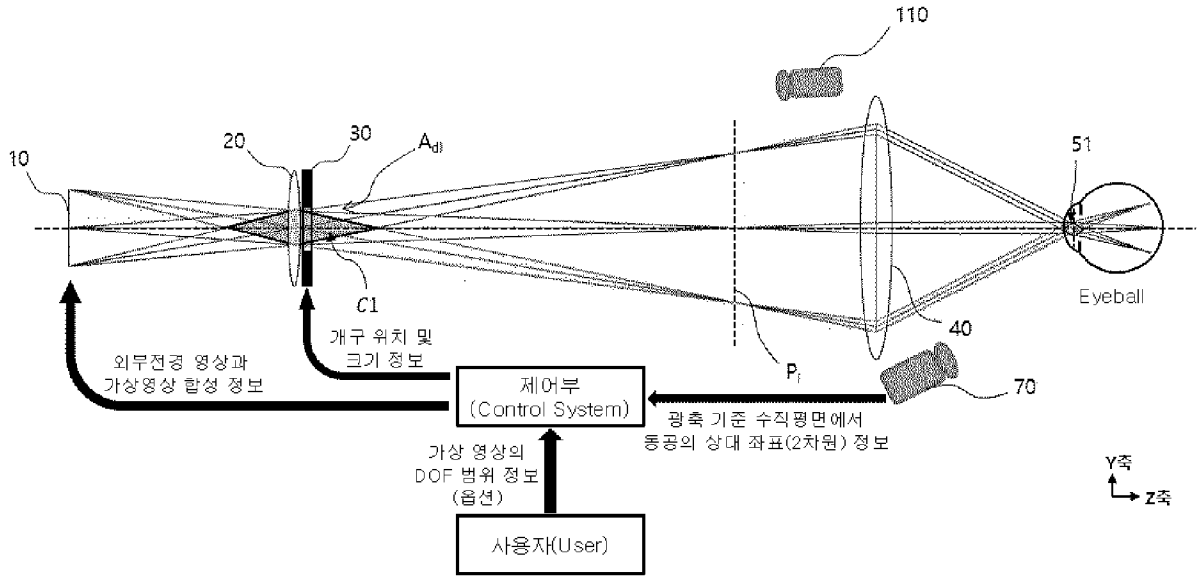 110
20
30
A_dl
51
10
C1
Eyeball
40
개구 위치 및
크기 정보
외부전경 영상과
가상영상 합성 정보
P_i
제어부
(Control System)
70
광축 기준 수직평면에서
동공의 상대 좌표(2차원) 정보
가상 영상의
DOF 범위 정보
(옵션)
Y축
Z축
사용자(User)